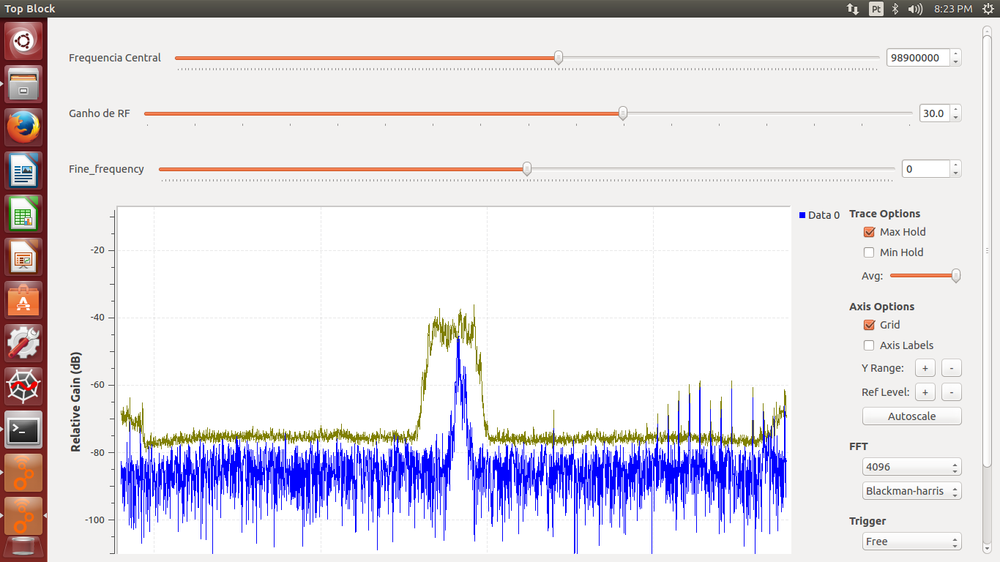 Top Block
Pt
8:23 PM
Frequencia Central
98900000
Ganho de RF
30.0
Fine_frequency
0
Data 0
Trace Options
Max Hold
Min Hold
Avg:
Axis Options
Grid
Axis Labels
Y Range:
+
-
Ref Level:
+
-
Autoscale
FFT
4096
Blackman-harris
Trigger
Free
Relative Gain (dB)
-20
-40
-60
-80
-100